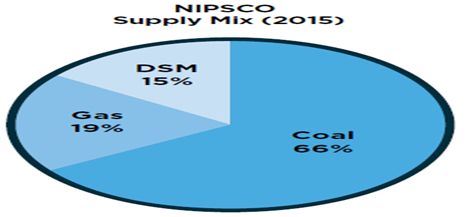 NIPSCO
Supply Mix (2015)
DSM
15%
Gas
19%
Coal
66%